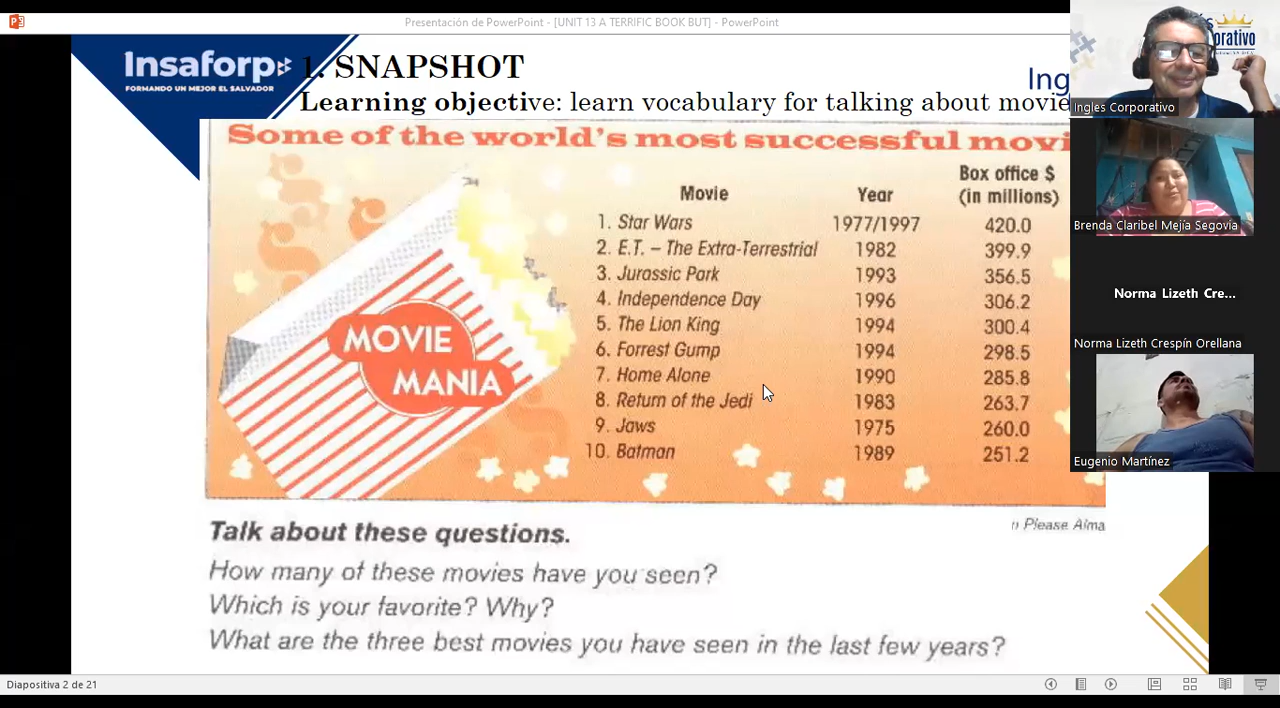 Presentación de PowerPoint - [UNIT 13 A TERRIFIC BOOK BUT] - PowerPoint
Insaforp
FORMANDO UN MEJOR EL SALVADOR
1. SNAPSHOT
Ing
orativo
Learning objective: learn vocabulary for talking about movie
Some of the world's most successful movi
Movie Year Box office $
(in millions)
1. Star Wars 1977/1997 420.0
2. E.T. – The Extra-Terrestrial 1982 399.9
3. Jurassic Park 1993 356.5
4. Independence Day 1996 306.2
5. The Lion King 1994 300.4
6. Forrest Gump 1994 298.5
7. Home Alone 1990 285.8
8. Return of the Jedi 1983 263.7
9. Jaws 1975 260.0
10. Batman 1989 251.2
MOVIE
MANIA
Please Alma
Talk about these questions.
How many of these movies have you seen?
Which is your favorite? Why?
What are the three best movies you have seen in the last few years?
Ingles Corporativo
Brenda Claribel Mejía Segovia
Norma Lizeth Cre...
Norma Lizeth Crespín Orellana
Eugenio Martínez
Diapositiva 2 de 21